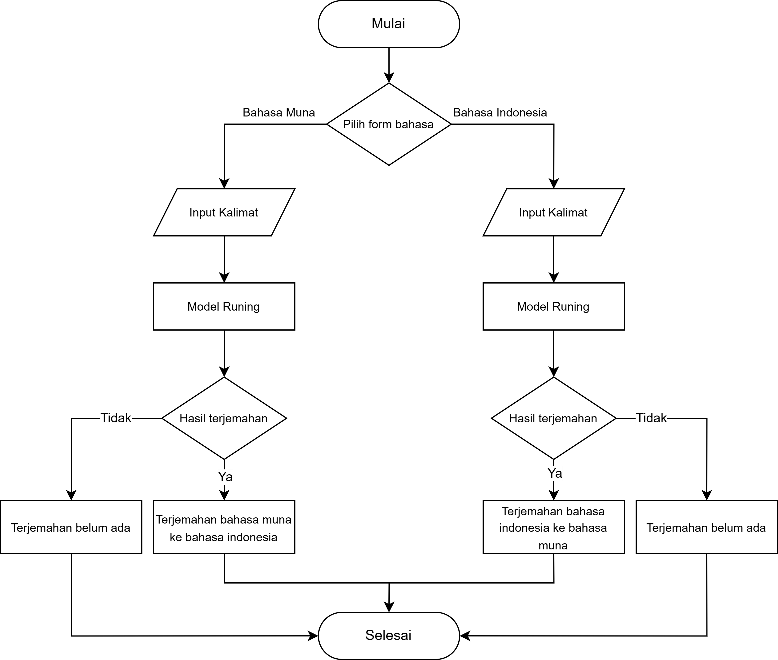 Mulai
Pilih form bahasa
Bahasa Muna
Bahasa Indonesia
Input Kalimat
Input Kalimat
Model Runing
Model Runing
Hasil terjemahan
Hasil terjemahan
Tidak
Ya
Ya
Tidak
Terjemahan belum ada
Terjemahan bahasa muna
ke bahasa indonesia
Terjemahan bahasa
indonesia ke bahasa
muna
Terjemahan belum ada
Selesai